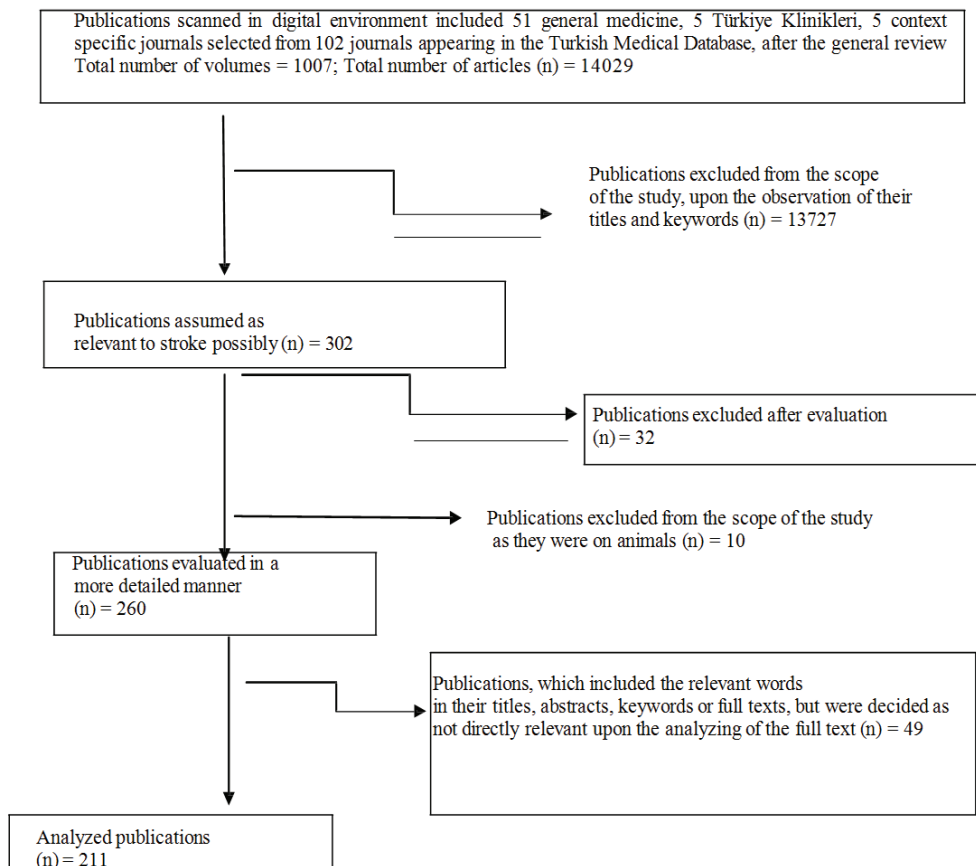 Publications scanned in digital environment included 51 general medicine, 5 Türkiye Klinikleri, 5 context
specific journals selected from 102 journals appearing in the Turkish Medical Database, after the general review
Total number of volumes = 1007; Total number of articles (n) = 14029
Publications excluded from the scope
of the study, upon the observation of their
titles and keywords (n) = 13727
Publications assumed as
relevant to stroke possibly (n) = 302
Publications excluded after evaluation
(n) = 32
Publications excluded from the scope of the study
as they were on animals (n) = 10
Publications evaluated in a
more detailed manner
(n) = 260
Publications, which included the relevant words
in their titles, abstracts, keywords or full texts, but were decided as
not directly relevant upon the analyzing of the full text (n) = 49
Analyzed publications
(n) = 211